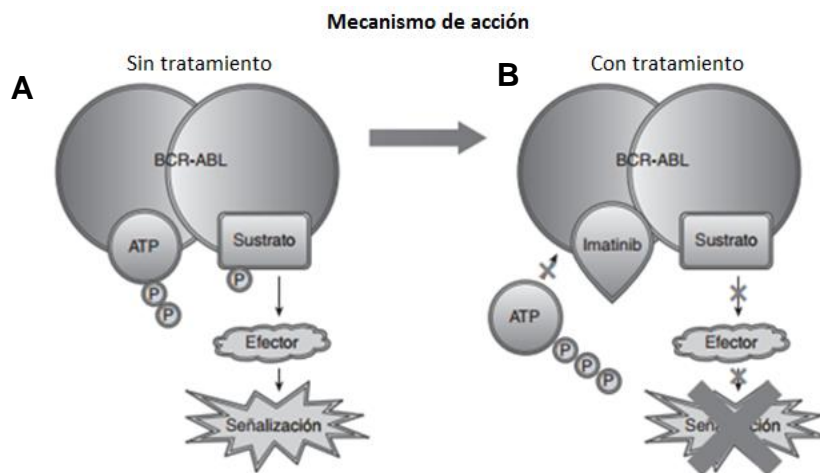 Mecanismo de acción
Sin tratamiento
A
BCR-ABL
ATP
Sustrato
P
P
P
Efector
Señalización
Con tratamiento
B
BCR-ABL
Imatinib
Sustrato
ATP
P
P
P
Efector